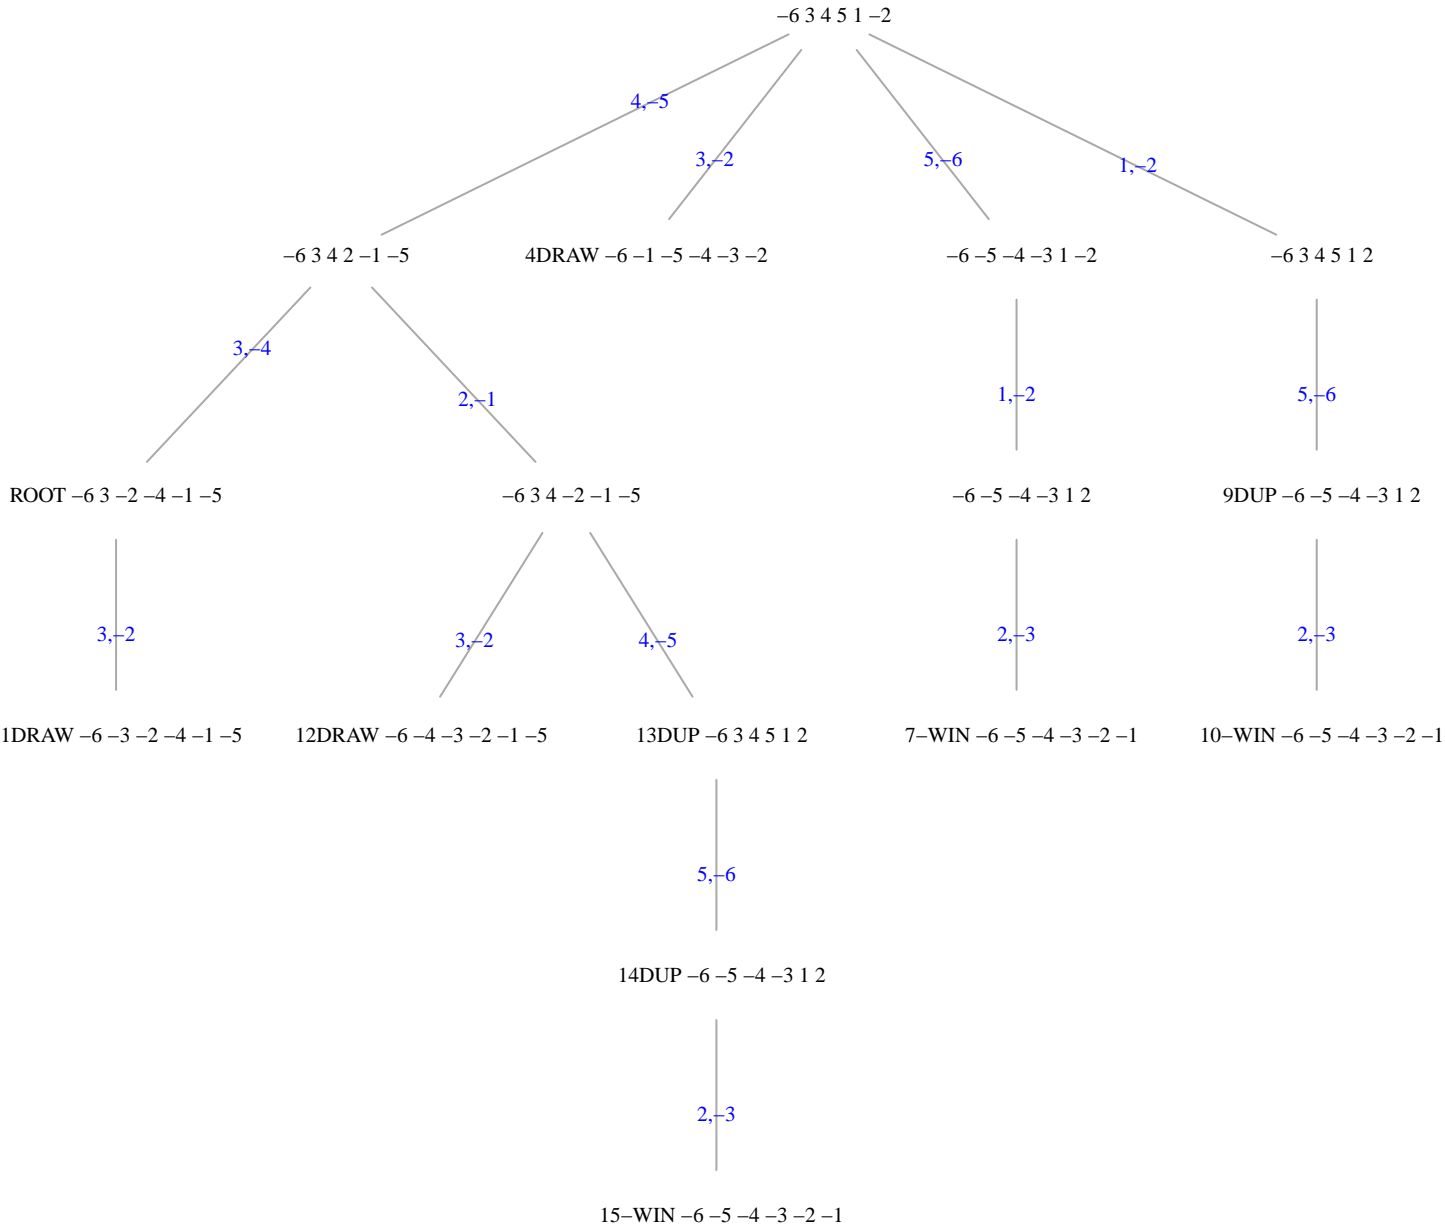 –6 3 4 5 1 –2
4,–5
3,–2
5,–6
1,–2
–6 3 4 2 –1 –5
4DRAW –6 –1 –5 –4 –3 –2
–6 –5 –4 –3 1 –2
–6 3 4 5 1 2
3,–4
2,–1
1,–2
5,–6
ROOT –6 3 –2 –4 –1 –5
–6 3 4 –2 –1 –5
–6 –5 –4 –3 1 2
9DUP –6 –5 –4 –3 1 2
3,–2
3,–2
4,–5
2,–3
2,–3
1DRAW –6 –3 –2 –4 –1 –5
12DRAW –6 –4 –3 –2 –1 –5
13DUP –6 3 4 5 1 2
7–WIN –6 –5 –4 –3 –2 –1
10–WIN –6 –5 –4 –3 –2 –1
5,–6
14DUP –6 –5 –4 –3 1 2
2,–3
15–WIN –6 –5 –4 –3 –2 –1